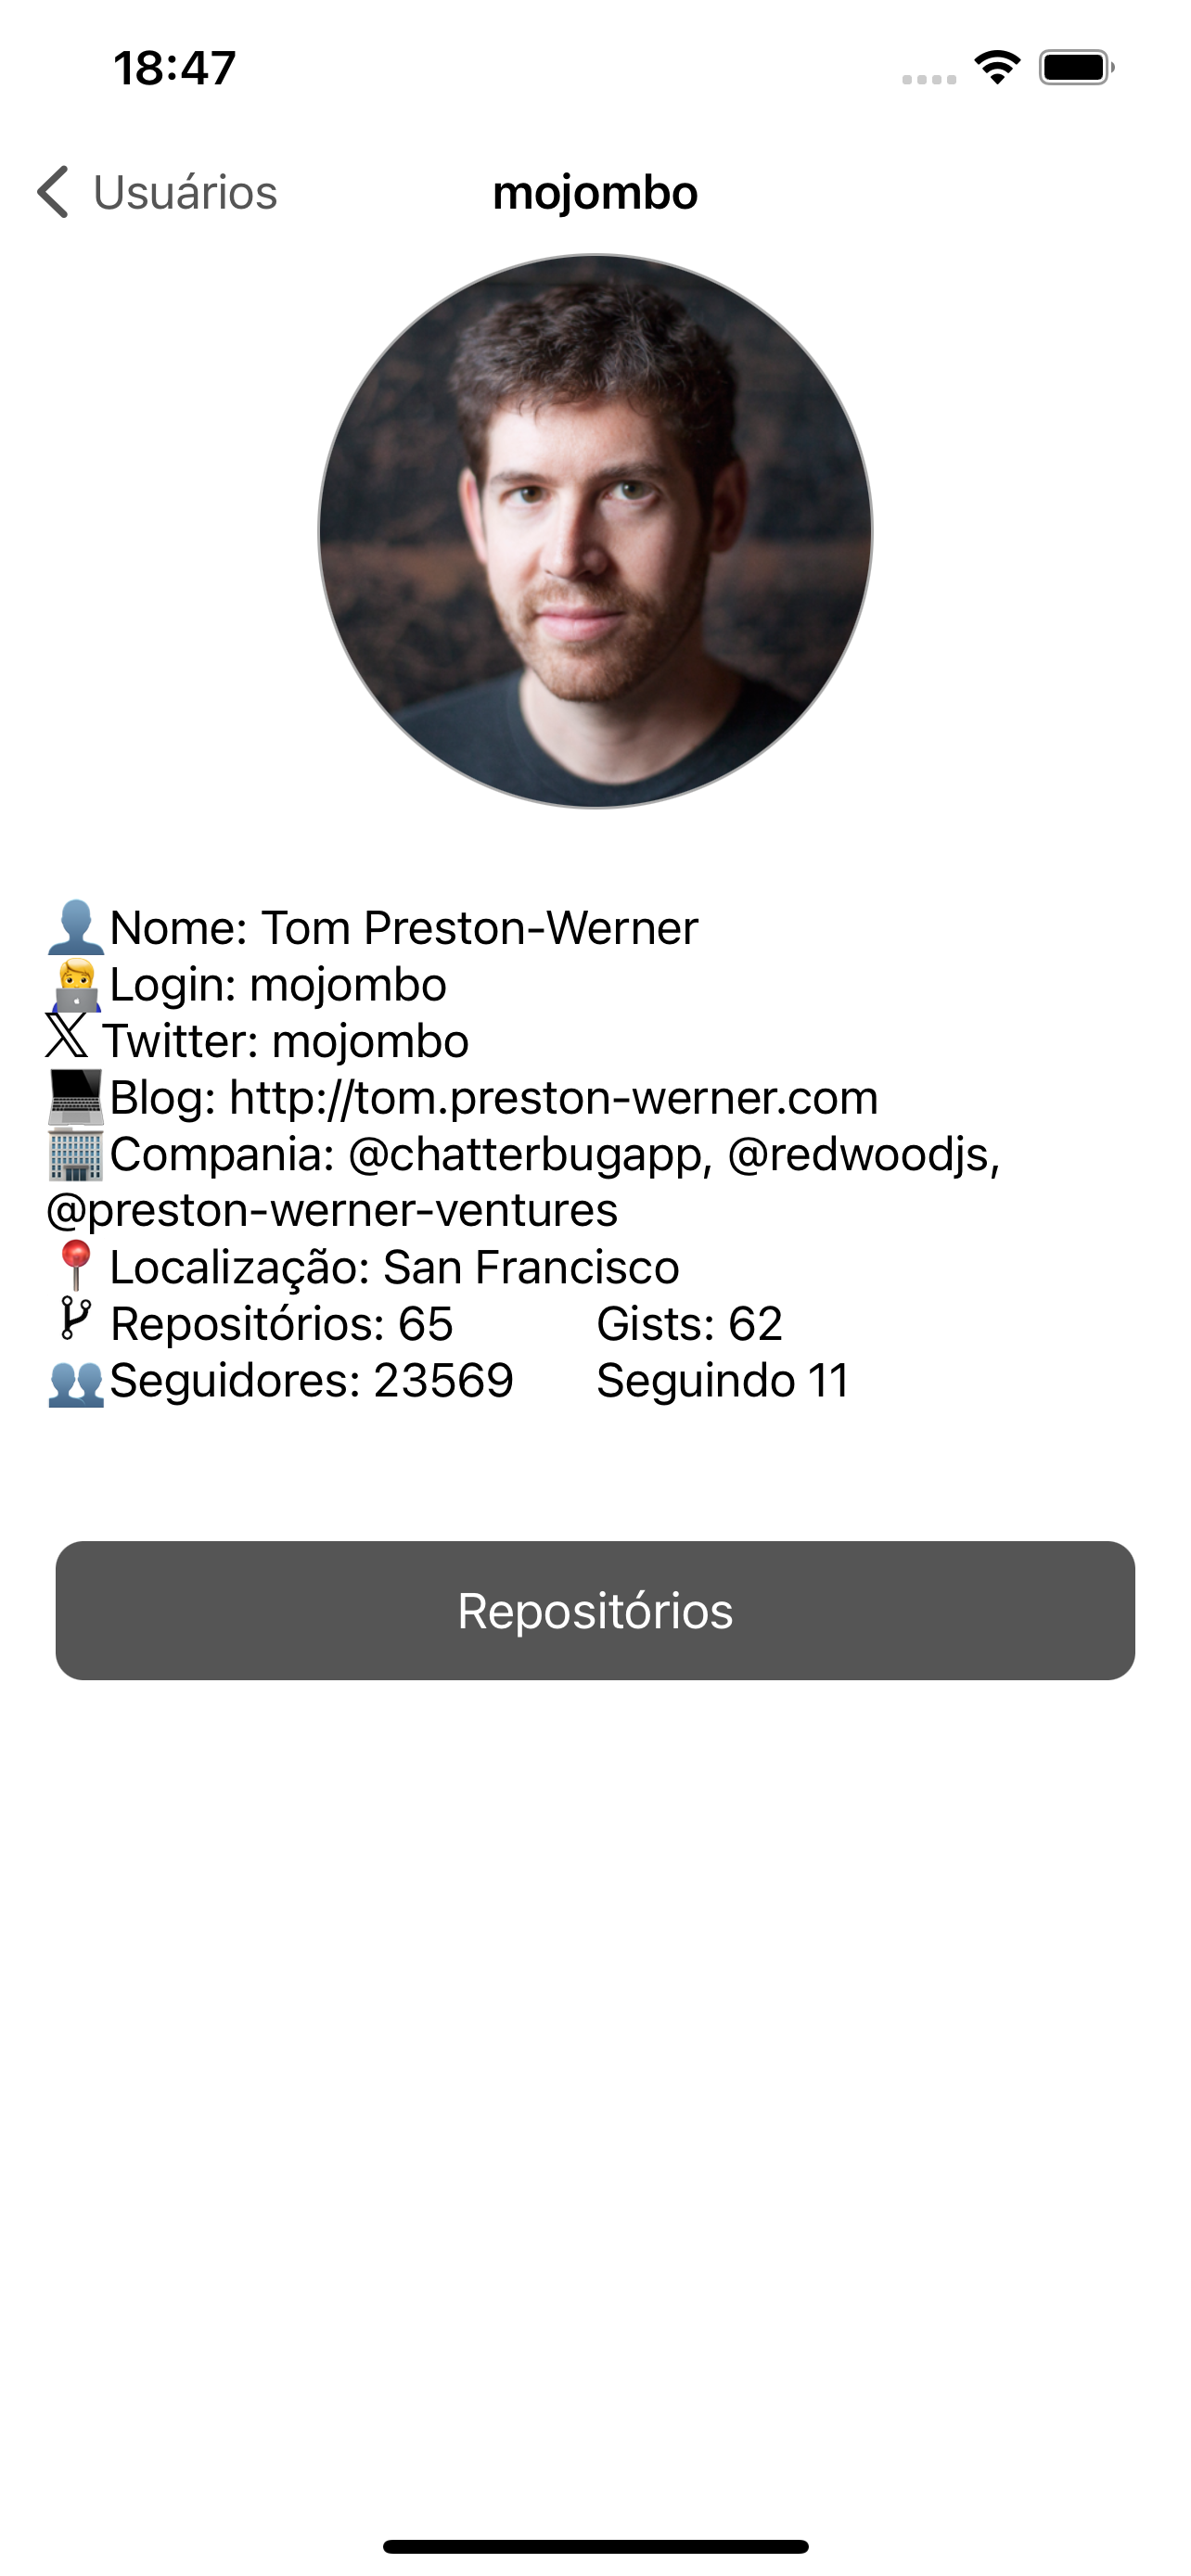 18:47
Usuários
mojombo
👤Nome: Tom Preston-Werner
👨‍💻Login: mojombo
𝕏 Twitter: mojombo
💻Blog: http://tom.preston-werner.com
🏢Compania: @chatterbugapp, @redwoodjs,
@preston-werner-ventures
📍Localização: San Francisco
Repositórios: 65 Gists: 62
👥Seguidores: 23569 Seguindo 11
Repositórios